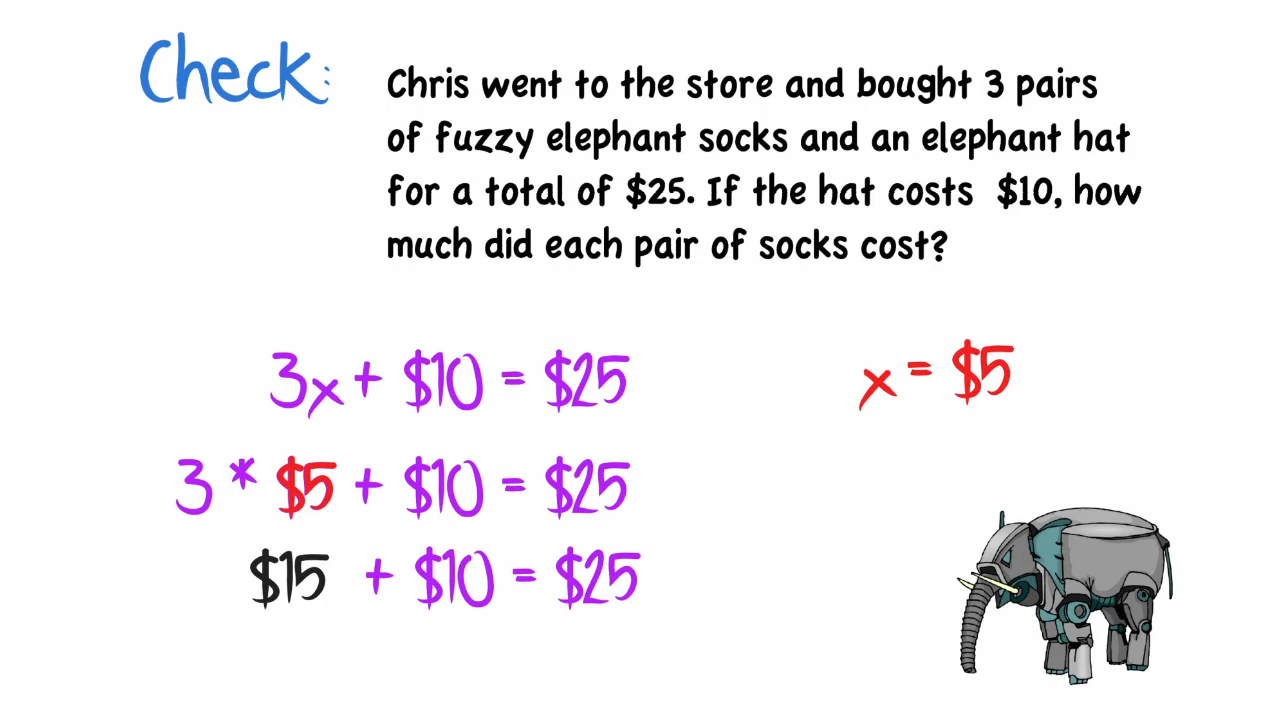 Check:
Chris went to the store and bought 3 pairs
of fuzzy elephant socks and an elephant hat
for a total of $25. If the hat costs $10, how
much did each pair of socks cost?
3x + $10 = $25
x = $5
3 * $5 + $10 = $25
$15 + $10 = $25